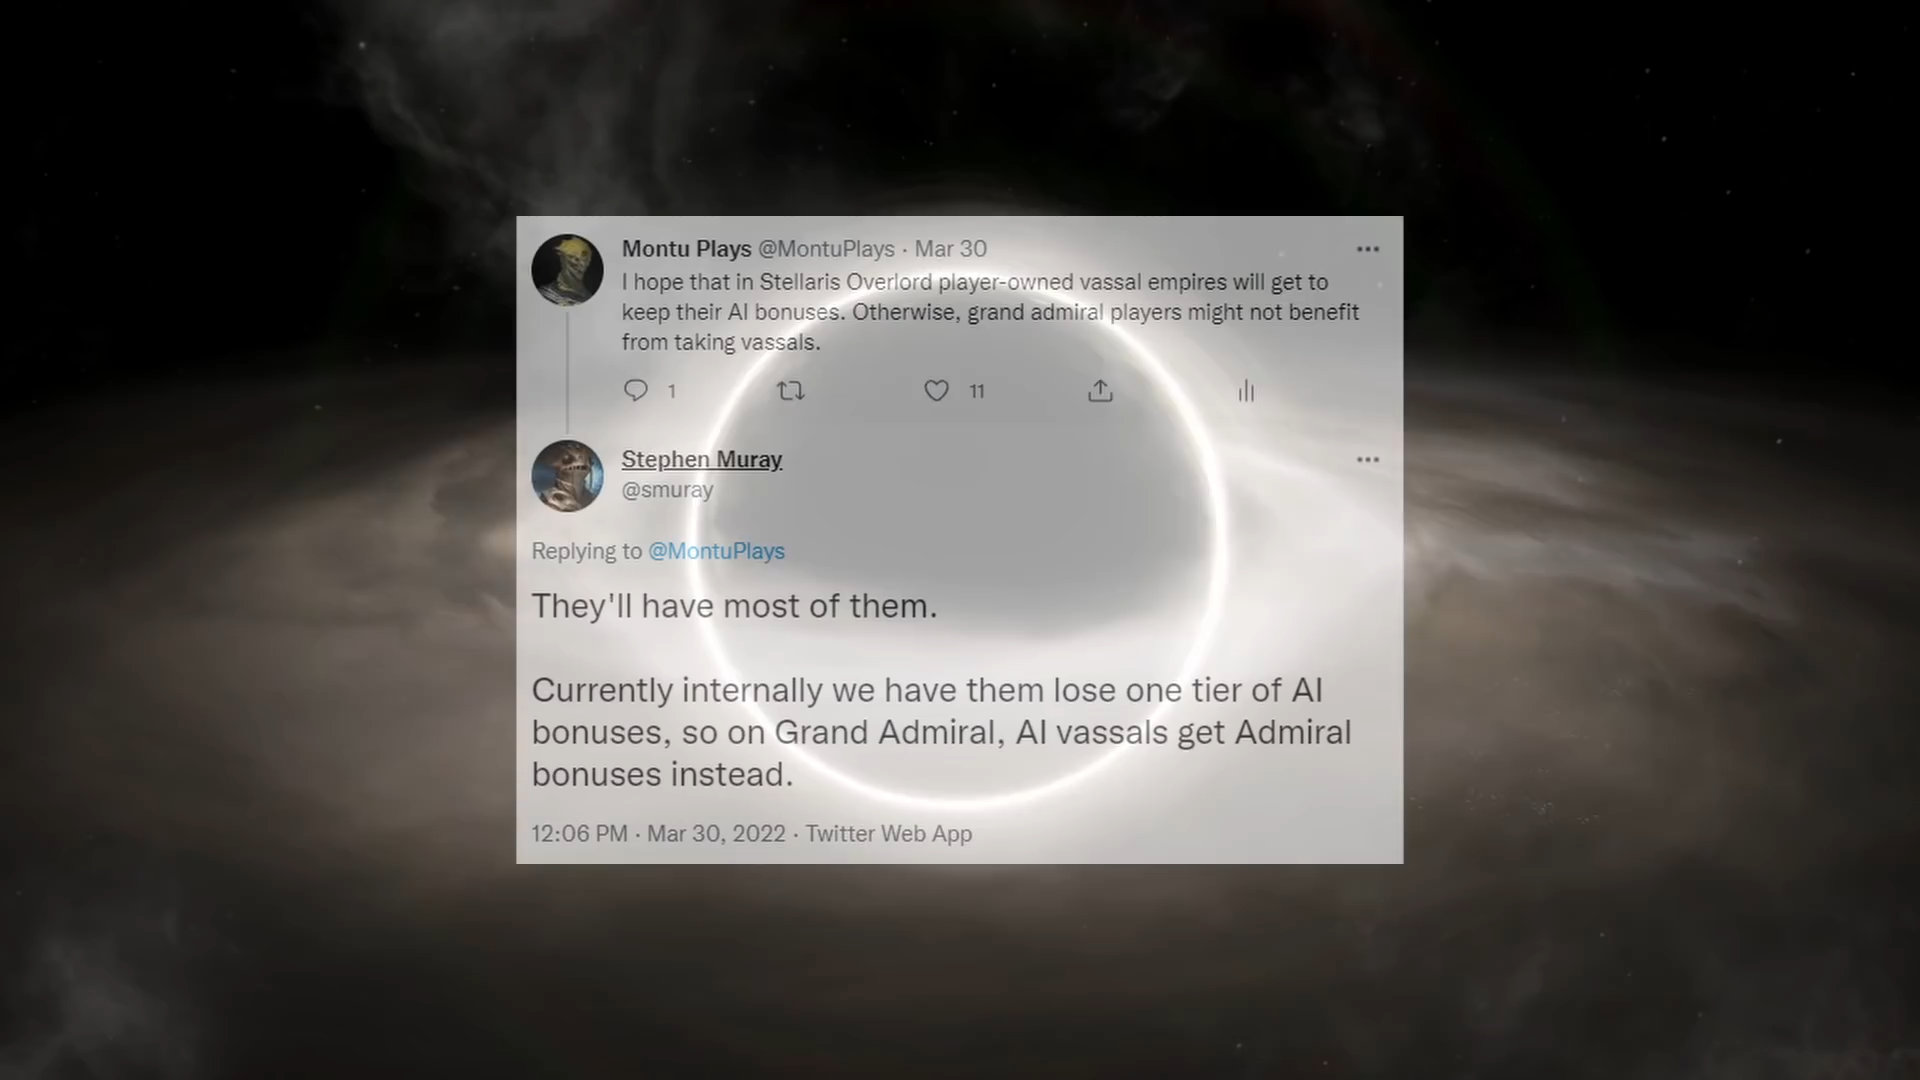 Montu Plays @MontuPlays · Mar 30
I hope that in Stellaris Overlord player-owned vassal empires will get to
keep their AI bonuses. Otherwise, grand admiral players might not benefit
from taking vassals.
1 11
Stephen Muray
@smuray
Replying to @MontuPlays
They'll have most of them.
Currently internally we have them lose one tier of AI
bonuses, so on Grand Admiral, AI vassals get Admiral
bonuses instead.
12:06 PM · Mar 30, 2022 · Twitter Web App